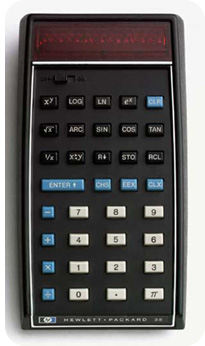 xʸ LOG LN eˣ CLR
√x ARC SIN COS TAN
1/x x↔y R↓ STO RCL
ENTER ↑ CHS EEX CLX
− 7 8 9
+ 4 5 6
× 1 2 3
÷ 0 · π
hp HEWLETT·PACKARD 35